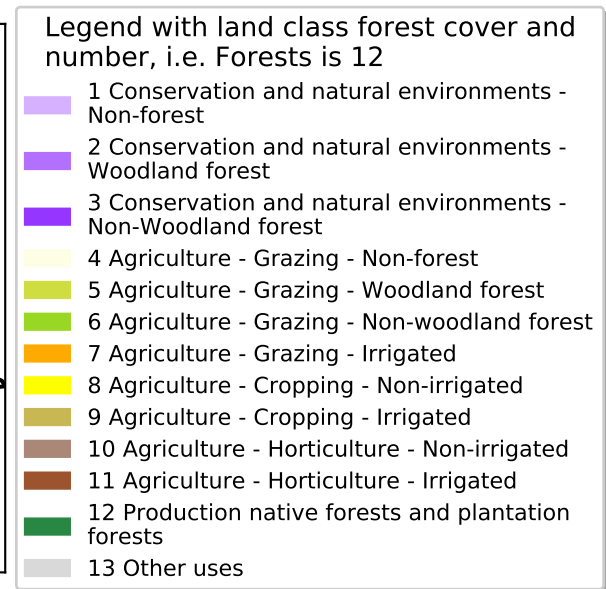 Legend with land class forest cover and
number, i.e. Forests is 12
1 Conservation and natural environments -
Non-forest
2 Conservation and natural environments -
Woodland forest
3 Conservation and natural environments -
Non-Woodland forest
4 Agriculture - Grazing - Non-forest
5 Agriculture - Grazing - Woodland forest
6 Agriculture - Grazing - Non-woodland forest
7 Agriculture - Grazing - Irrigated
8 Agriculture - Cropping - Non-irrigated
9 Agriculture - Cropping - Irrigated
10 Agriculture - Horticulture - Non-irrigated
11 Agriculture - Horticulture - Irrigated
12 Production native forests and plantation
forests
13 Other uses